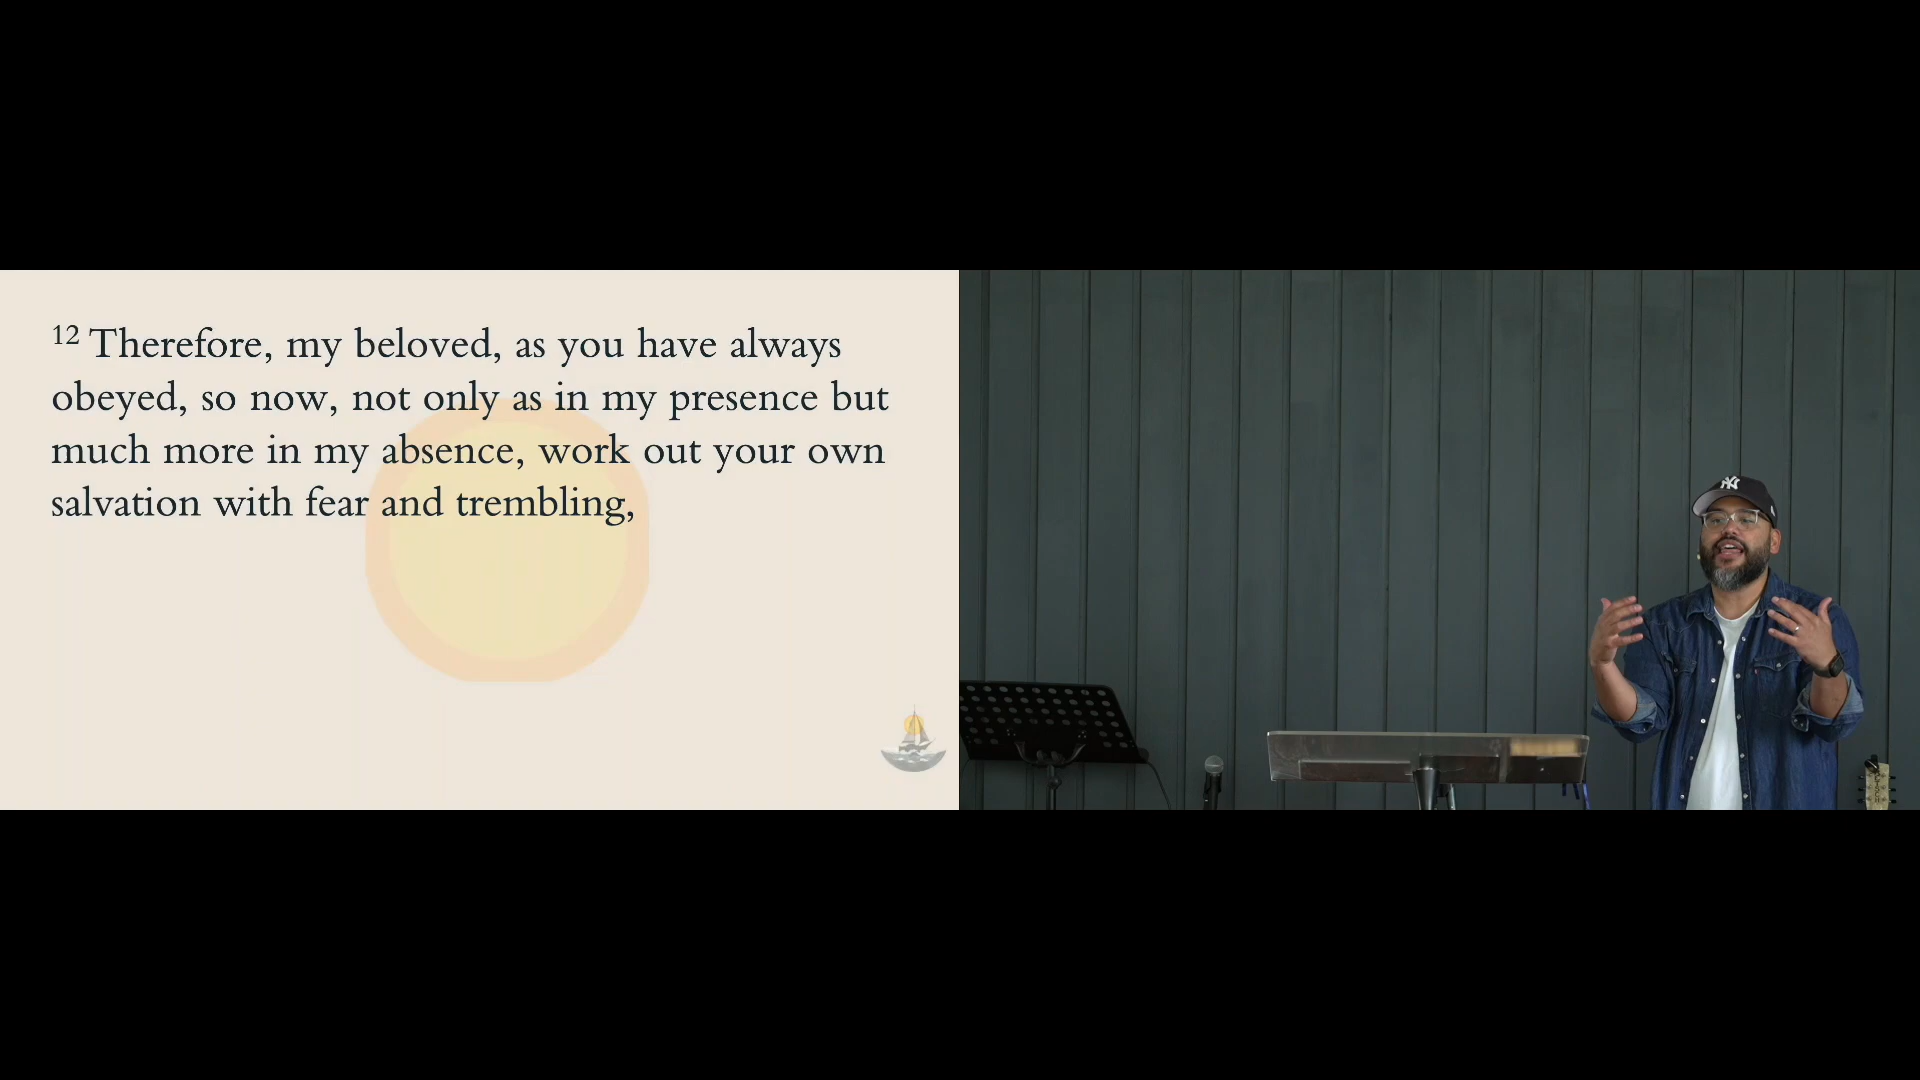 12 Therefore, my beloved, as you have always
obeyed, so now, not only as in my presence but
much more in my absence, work out your own
salvation with fear and trembling,
NY